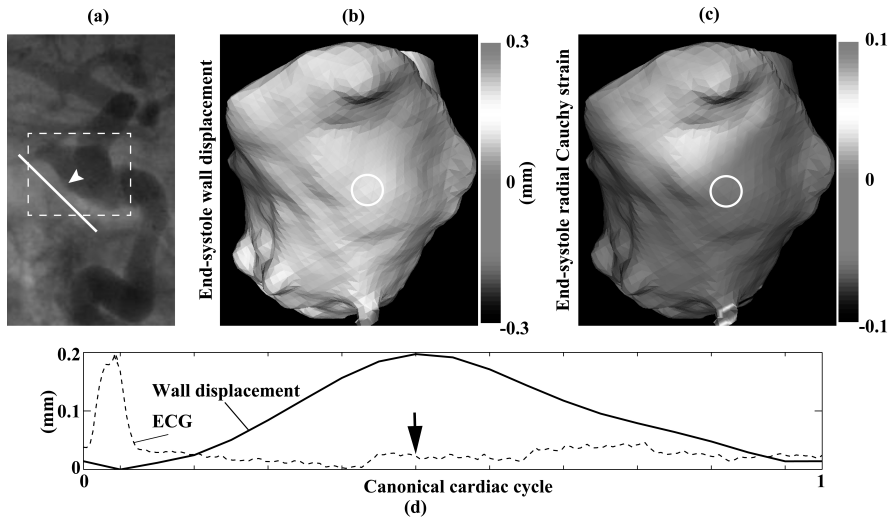 (a)
(b)
(c)
End-systole wall displacement
0.3
0
(mm)
-0.3
End-systole radial Cauchy strain
0.1
0
-0.1
0.2
0.1
0
(mm)
Wall displacement
ECG
0
Canonical cardiac cycle
1
(d)